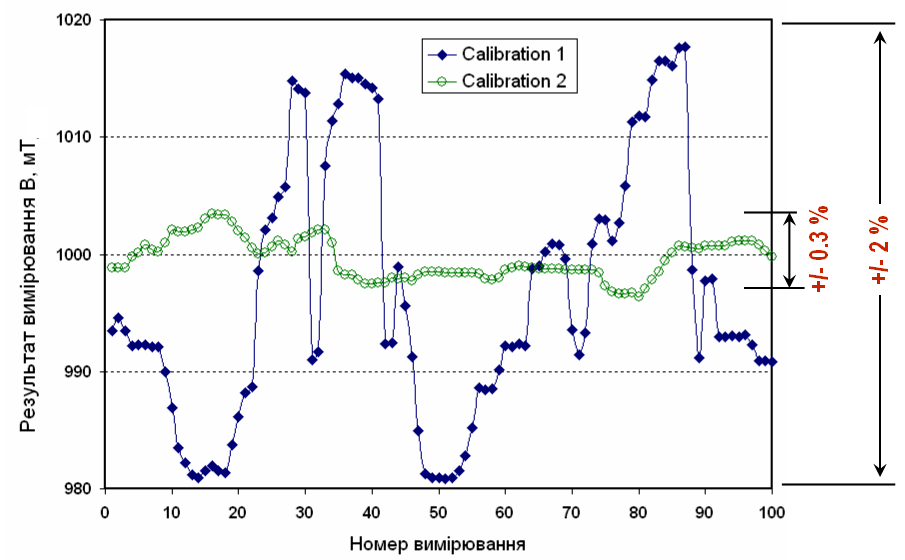 1020
1010
1000
990
980
Результат вимірювання В, мТ
Calibration 1
Calibration 2
0 10 20 30 40 50 60 70 80 90 100
Номер вимірювання
+/- 0.3 %
+/- 2 %